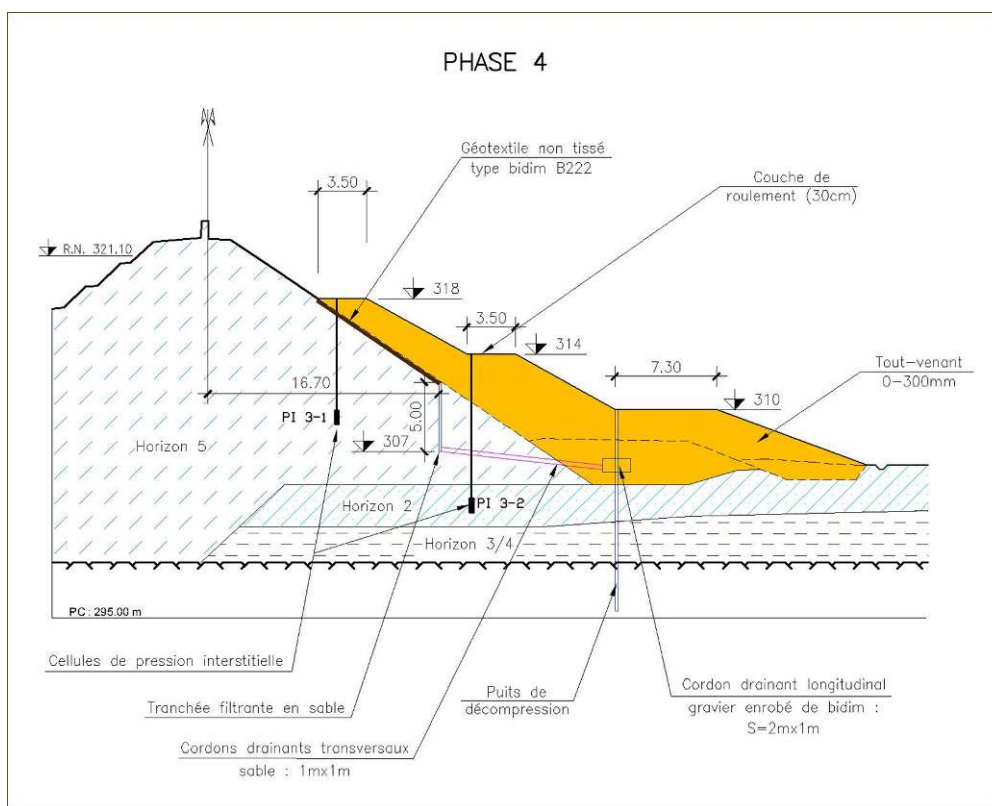 PHASE 4
Géotextile non tissé
type bidim B222
3.50
Couche de
roulement (30cm)
R.N. 321.10
318
3.50
314
Tout-venant
0-300mm
16.70
7.30
310
5.00
PI 3-1
307
Horizon 5
Horizon 2
PI 3-2
Horizon 3/4
PC : 295.00 m
Cellules de pression interstitielle
Tranchée filtrante en sable
Puits de
décompression
Cordon drainant longitudinal
gravier enrobé de bidim :
S=2mx1m
Cordons drainants transversaux
sable : 1mx1m